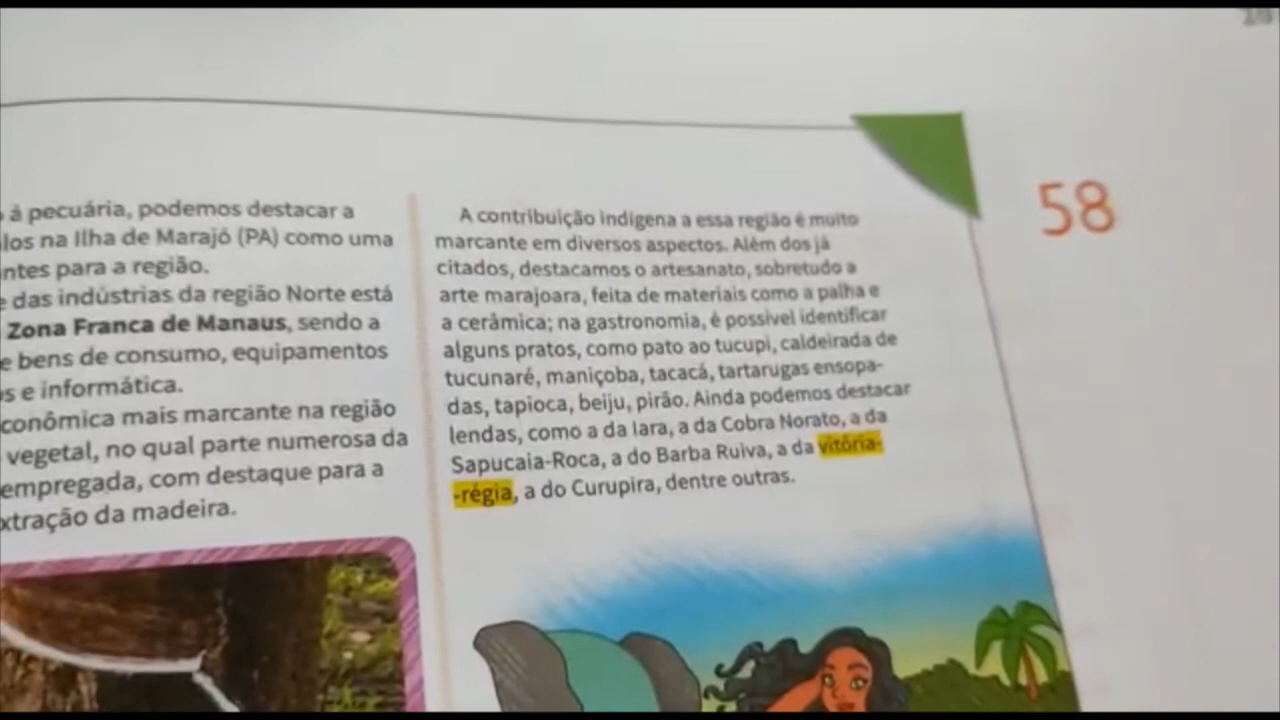 á pecuária, podemos destacar a
los na Ilha de Marajó (PA) como uma
ntes para a região.
e das indústrias da região Norte está
Zona Franca de Manaus, sendo a
e bens de consumo, equipamentos
s e informática.
conômica mais marcante na região
vegetal, no qual parte numerosa da
empregada, com destaque para a
xtração da madeira.
A contribuição indígena a essa região é muito
marcante em diversos aspectos. Além dos já
citados, destacamos o artesanato, sobretudo a
arte marajoara, feita de materiais como a palha e
a cerâmica; na gastronomia, é possível identificar
alguns pratos, como pato ao tucupi, caldeirada de
tucunaré, maniçoba, tacacá, tartarugas ensopa-
das, tapioca, beiju, pirão. Ainda podemos destacar
lendas, como a da Iara, a da Cobra Norato, a da
Sapucaia-Roca, a do Barba Ruiva, a da vitória-
-régia, a do Curupira, dentre outras.
58